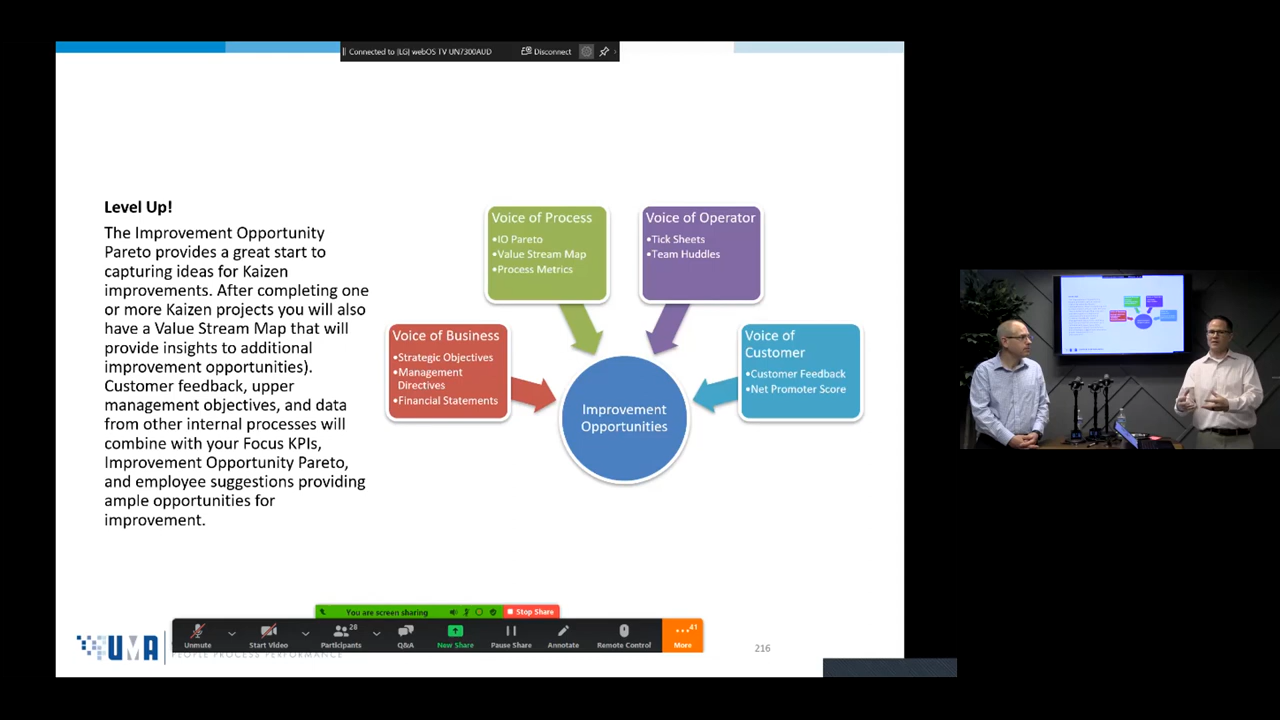 Connected to (LG) webOS TV UN7300AUD
Disconnect
Level Up!
The Improvement Opportunity
Pareto provides a great start to
capturing ideas for Kaizen
improvements. After completing one
or more Kaizen projects you will also
have a Value Stream Map that will
provide insights to additional
improvement opportunities).
Customer feedback, upper
management objectives, and data
from other internal processes will
combine with your Focus KPIs,
Improvement Opportunity Pareto,
and employee suggestions providing
ample opportunities for
improvement.
Voice of Process
•IO Pareto
•Value Stream Map
•Process Metrics
Voice of Operator
•Tick Sheets
•Team Huddles
Voice of Business
•Strategic Objectives
•Management
Directives
•Financial Statements
Voice of
Customer
•Customer Feedback
•Net Promoter Score
Improvement
Opportunities
You are screen sharing
Stop Share
Unmute
Start Video
28
Participants
Q&A
New Share
Pause Share
Annotate
Remote Control
41
More
UMA
PEOPLE PROCESS PERFORMANCE
216